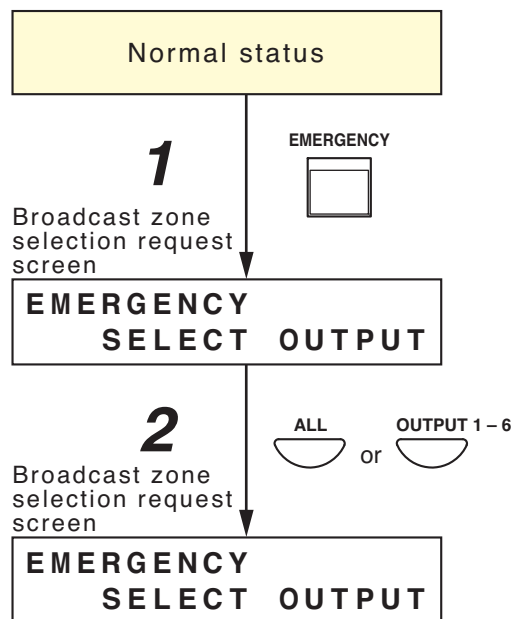 Normal status
1
EMERGENCY
Broadcast zone
selection request
screen
EMERGENCY
SELECT OUTPUT
2
ALL or OUTPUT 1 – 6
Broadcast zone
selection request
screen
EMERGENCY
SELECT OUTPUT